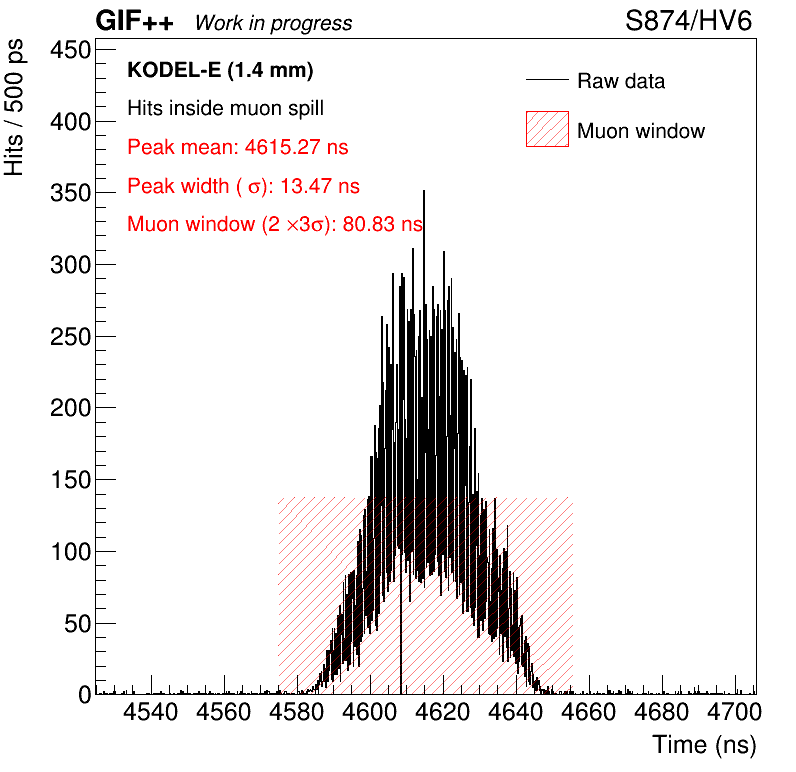 GIF++ Work in progress S874/HV6
Hits / 500 ps
450
400
350
300
250
200
150
100
50
0
KODEL-E (1.4 mm)
Hits inside muon spill
Peak mean: 4615.27 ns
Peak width ( σ): 13.47 ns
Muon window (2 ×3σ): 80.83 ns
Raw data
Muon window
4540 4560 4580 4600 4620 4640 4660 4680 4700
Time (ns)